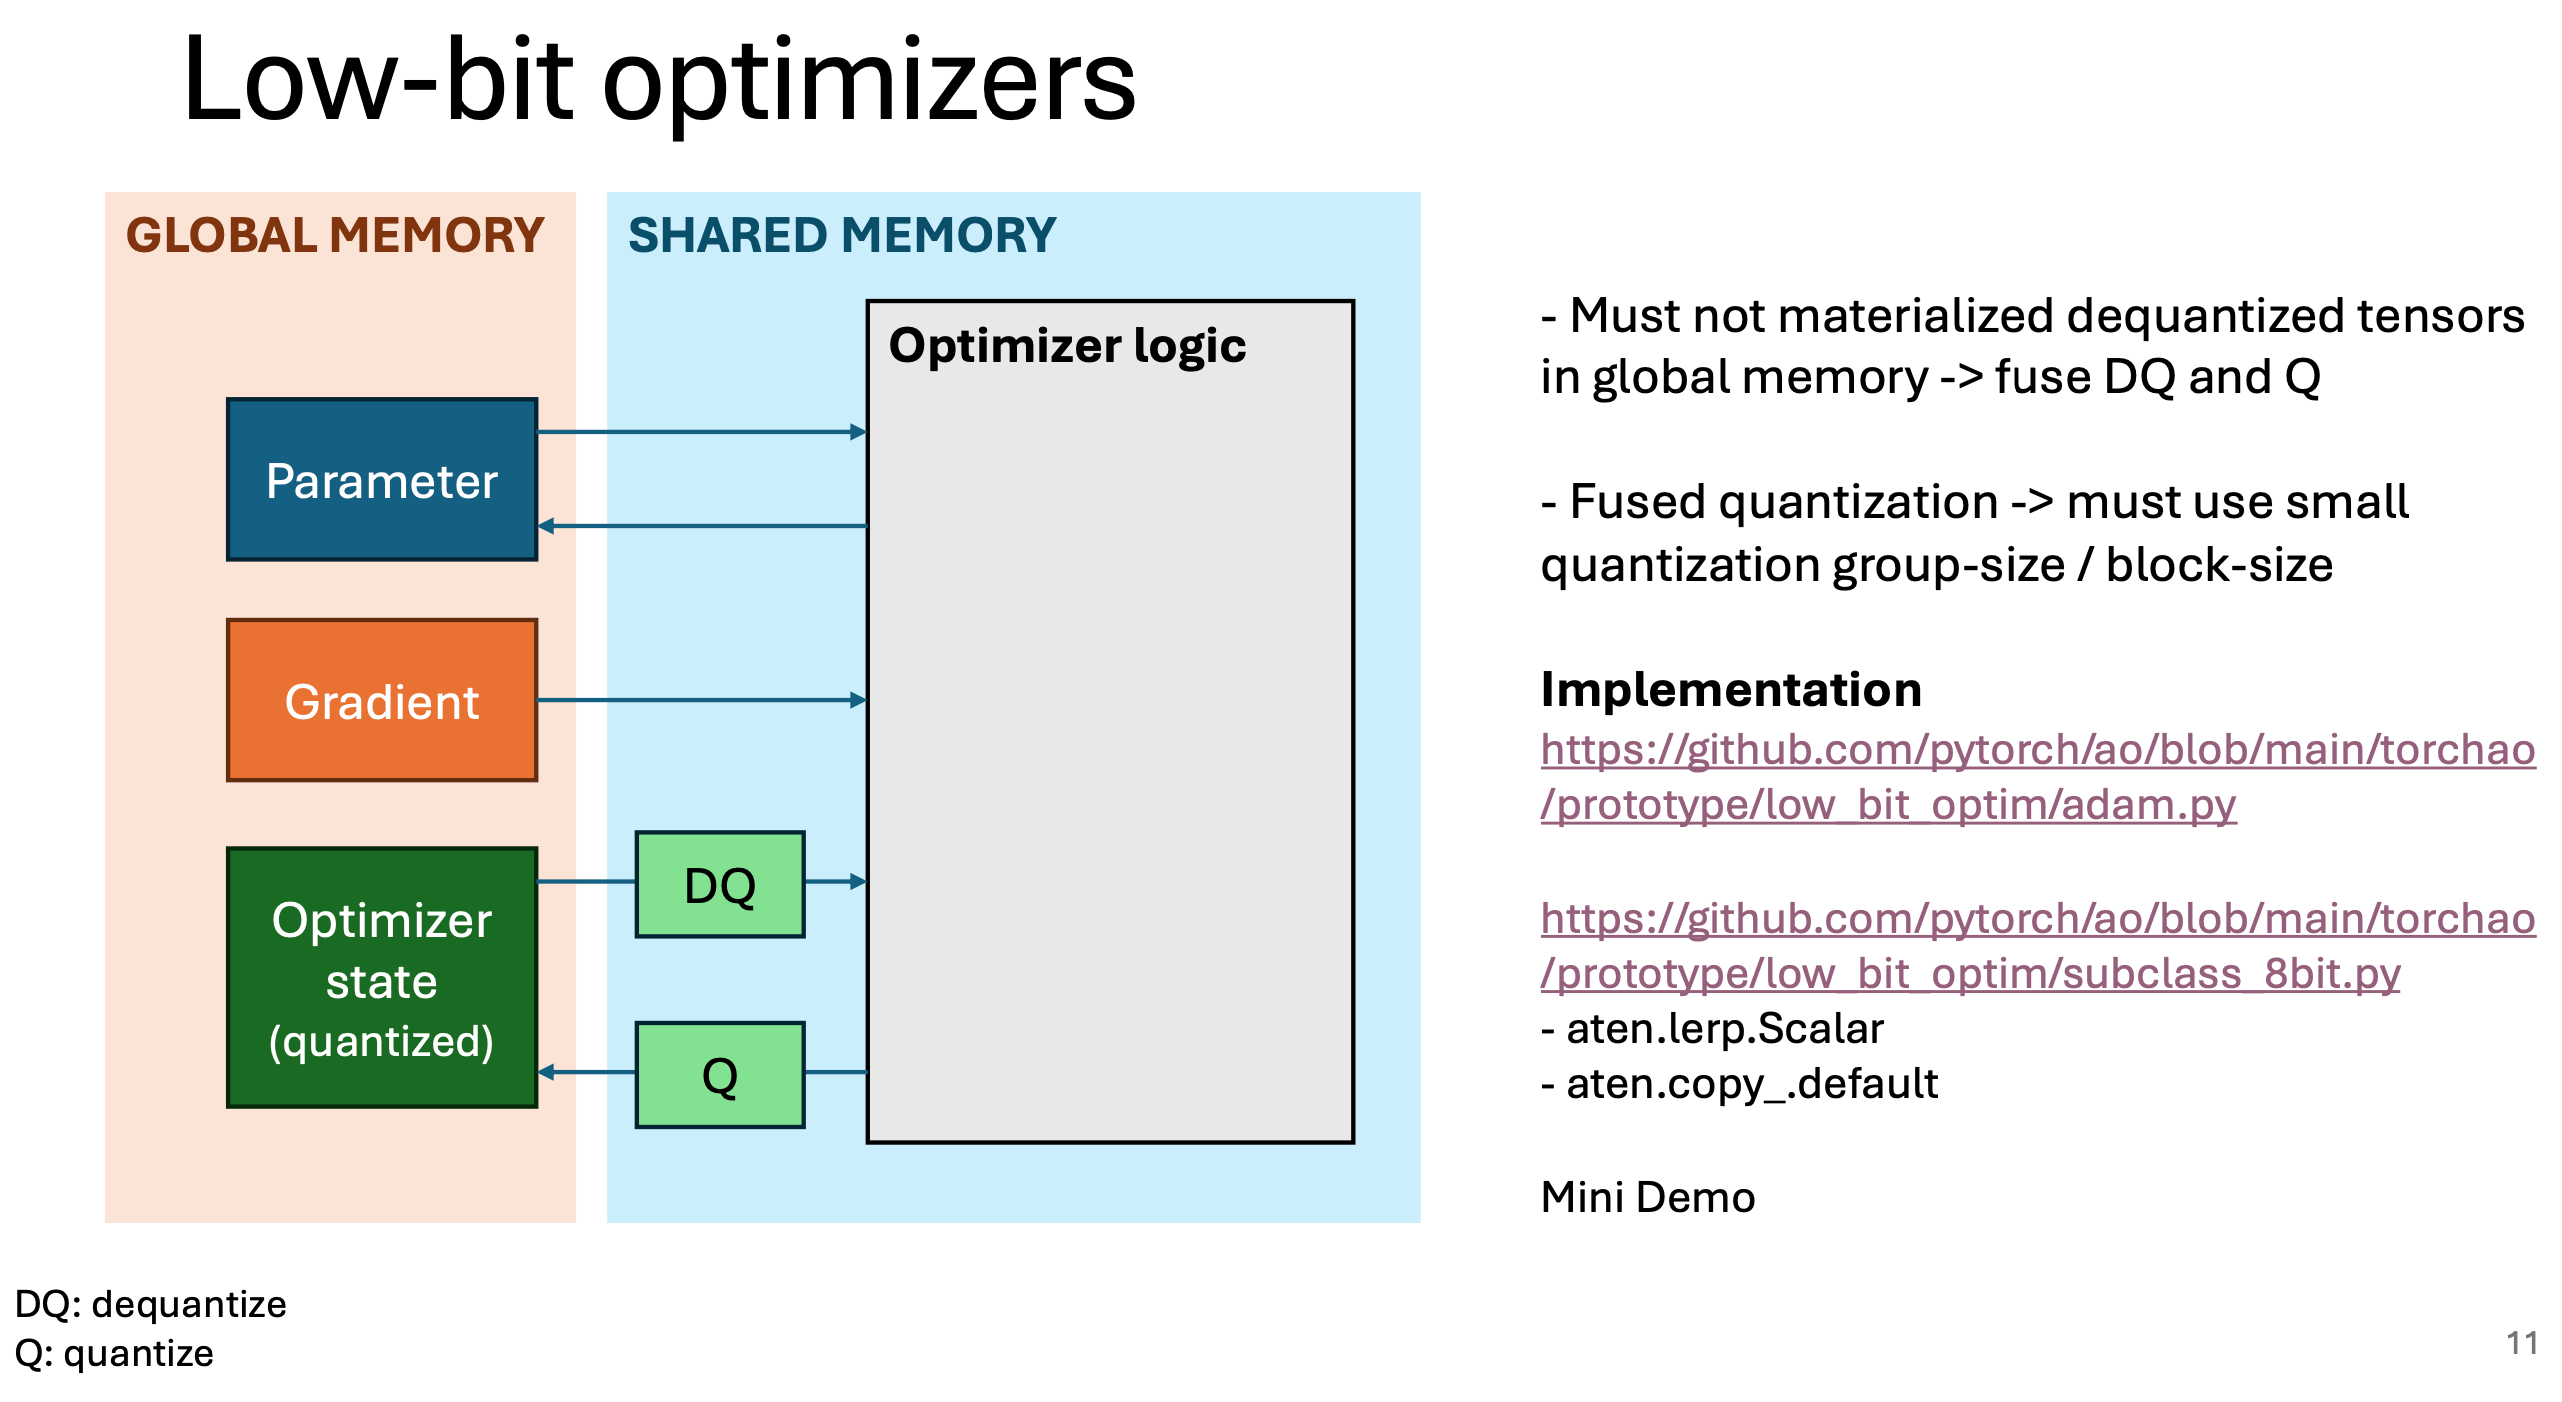 Low-bit optimizers
GLOBAL MEMORY
SHARED MEMORY
Optimizer logic
Parameter
Gradient
Optimizer
state
(quantized)
DQ
Q
- Must not materialized dequantized tensors
in global memory -> fuse DQ and Q
- Fused quantization -> must use small
quantization group-size / block-size
Implementation
https://github.com/pytorch/ao/blob/main/torchao
/prototype/low_bit_optim/adam.py
https://github.com/pytorch/ao/blob/main/torchao
/prototype/low_bit_optim/subclass_8bit.py
- aten.lerp.Scalar
- aten.copy_.default
Mini Demo
DQ: dequantize
Q: quantize
11